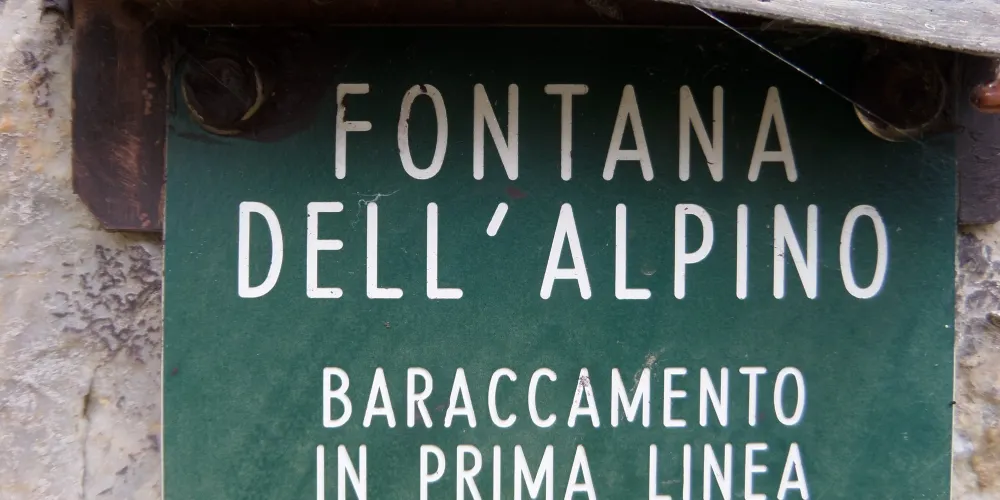 FONTANA
DELL'ALPINO
BARACCAMENTO
IN PRIMA LINEA